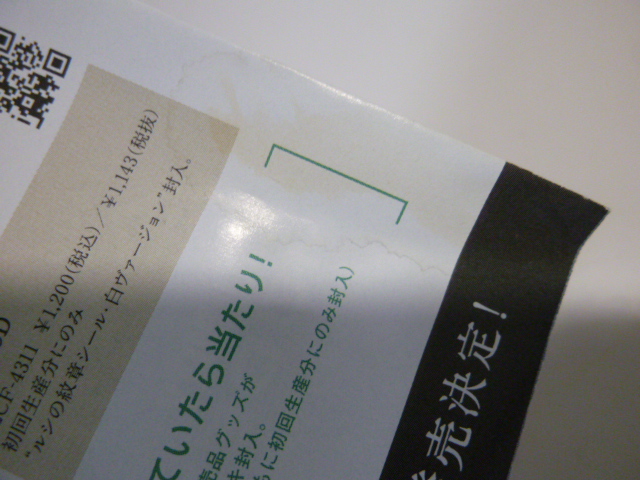 売決定!
ていたら当たり!
売品グッズが
キ封入。
もに初回生産分にのみ封入)
CF-4311 ¥1,200(税込)/¥1,143(税抜)
初回生産分にのみ
“ルシの紋章シール・白ヴァージョン”封入。